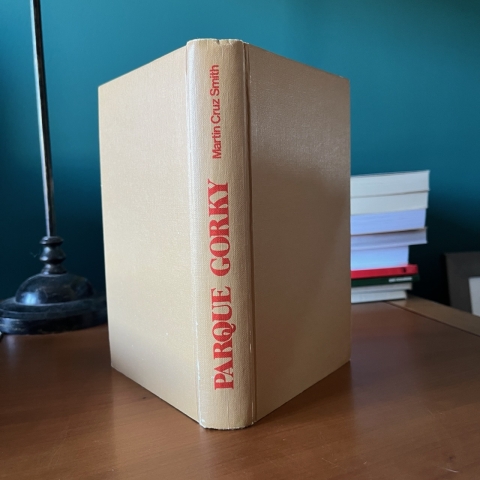 PARQUE GORKY
Martin Cruz Smith